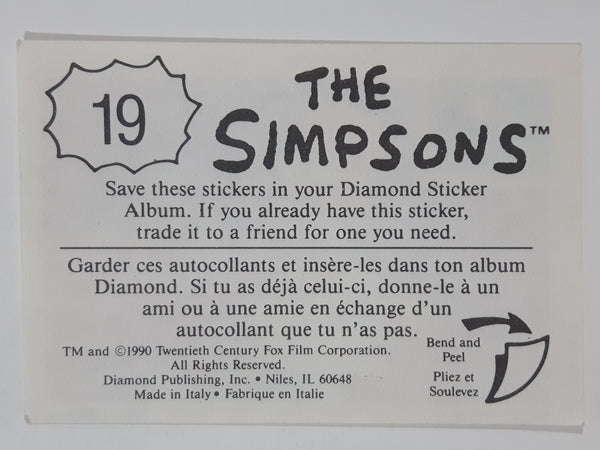 19
THE
SIMPSONS™
Save these stickers in your Diamond Sticker
Album. If you already have this sticker,
trade it to a friend for one you need.
Garder ces autocollants et insère-les dans ton album
Diamond. Si tu as déjà celui-ci, donne-le à un
ami ou à une amie en échange d'un
autocollant que tu n'as pas.
TM and ©1990 Twentieth Century Fox Film Corporation.
All Rights Reserved.
Diamond Publishing, Inc. • Niles, IL 60648
Made in Italy • Fabrique en Italie
Bend and
Peel
Pliez et
Soulevez